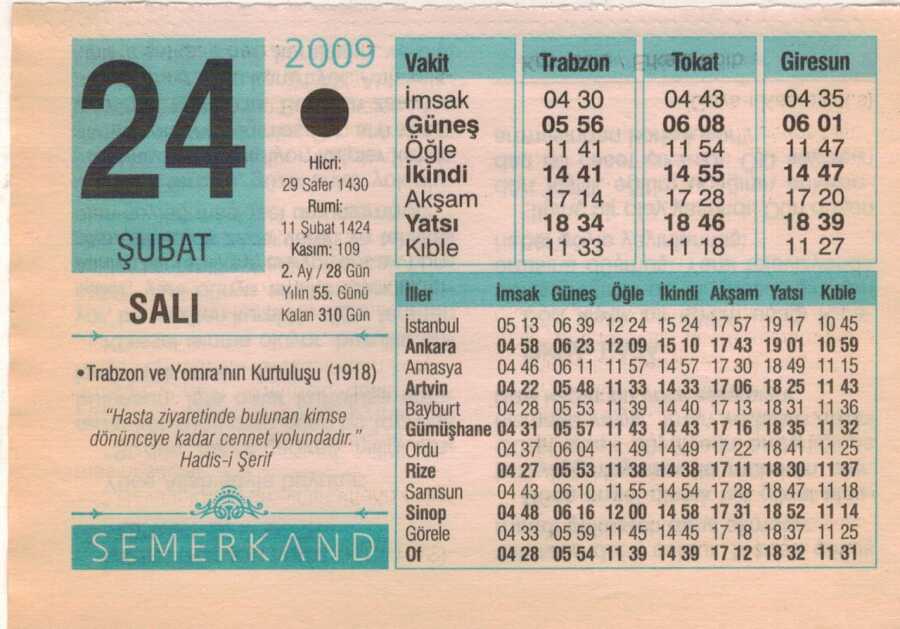 24
2009
ŞUBAT
SALI
Hicri:
29 Safer 1430
Rumi:
11 Şubat 1424
Kasım: 109
2. Ay / 28 Gün
Yılın 55. Günü
Kalan 310 Gün
•Trabzon ve Yomra'nın Kurtuluşu (1918)
"Hasta ziyaretinde bulunan kimse
dönünceye kadar cennet yolundadır."
Hadis-i Şerif
SEMERKAND
Vakit Trabzon Tokat Giresun
İmsak 04 30 04 43 04 35
Güneş 05 56 06 08 06 01
Öğle 11 41 11 54 11 47
İkindi 14 41 14 55 14 47
Akşam 17 14 17 28 17 20
Yatsı 18 34 18 46 18 39
Kıble 11 33 11 18 11 27
İller İmsak Güneş Öğle İkindi Akşam Yatsı Kıble
İstanbul 05 13 06 39 12 24 15 24 17 57 19 17 10 45
Ankara 04 58 06 23 12 09 15 10 17 43 19 01 10 59
Amasya 04 46 06 11 11 57 14 57 17 30 18 49 11 15
Artvin 04 22 05 48 11 33 14 33 17 06 18 25 11 43
Bayburt 04 28 05 53 11 39 14 40 17 13 18 31 11 36
Gümüşhane 04 31 05 57 11 43 14 43 17 16 18 35 11 32
Ordu 04 37 06 04 11 49 14 49 17 22 18 41 11 25
Rize 04 27 05 53 11 38 14 38 17 11 18 30 11 37
Samsun 04 43 06 10 11 55 14 54 17 28 18 47 11 18
Sinop 04 48 06 16 12 00 14 58 17 31 18 52 11 14
Görele 04 33 05 59 11 45 14 45 17 18 18 37 11 25
Of 04 28 05 54 11 39 14 39 17 12 18 32 11 31